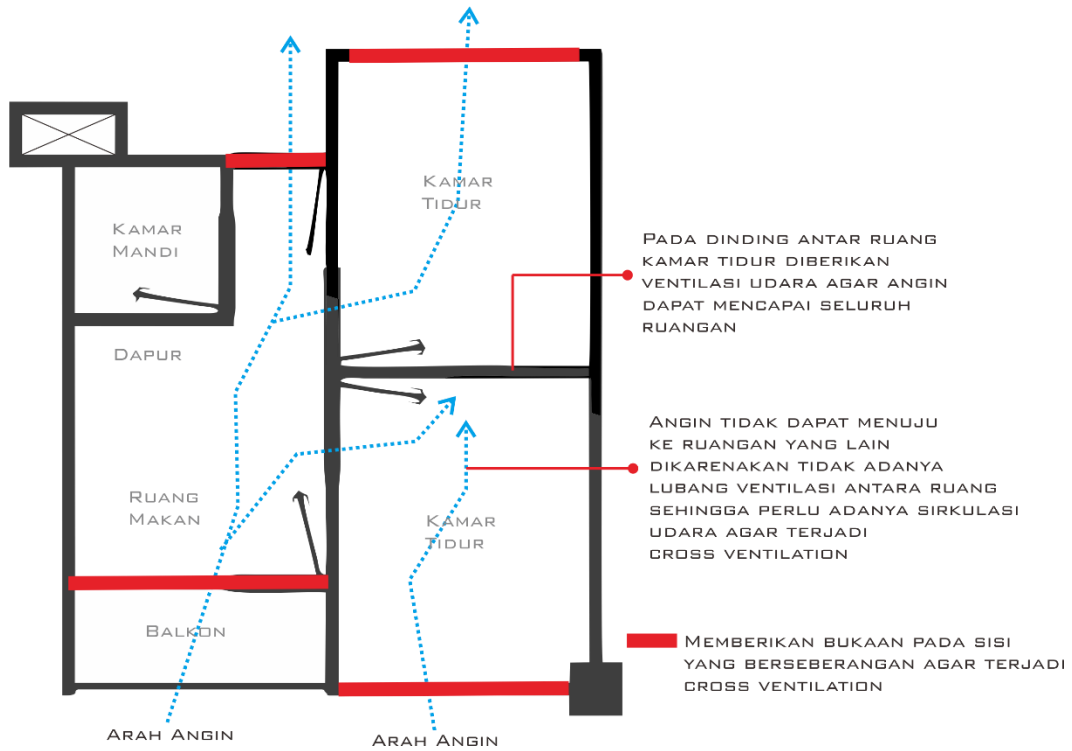 Kamar
Tidur
Kamar
Mandi
Pada dinding antar ruang
kamar tidur diberikan
ventilasi udara agar angin
dapat mencapai seluruh
ruangan
Dapur
Angin tidak dapat menuju
ke ruangan yang lain
dikarenakan tidak adanya
lubang ventilasi antara ruang
sehingga perlu adanya sirkulasi
udara agar terjadi
cross ventilation
Ruang
Makan
Kamar
Tidur
Balkon
Memberikan bukaan pada sisi
yang berseberangan agar terjadi
cross ventilation
Arah Angin
Arah Angin